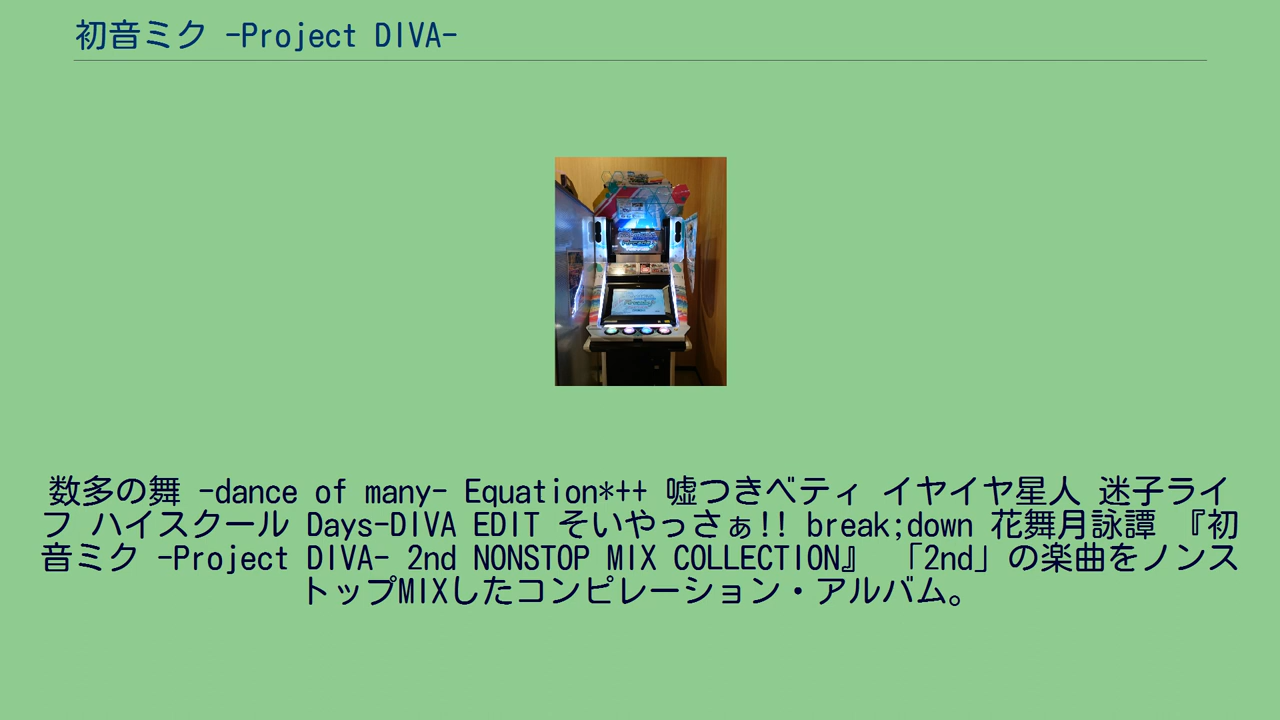 初音ミク -Project DIVA-
数多の舞 -dance of many- Equation*++ 嘘つきベティ イヤイヤ星人 迷子ライ
フ ハイスクール Days-DIVA EDIT そいやっさぁ!! break;down 花舞月詠譚 『初
音ミク -Project DIVA- 2nd NONSTOP MIX COLLECTION』 「2nd」の楽曲をノンス
トップMIXしたコンピレーション・アルバム。